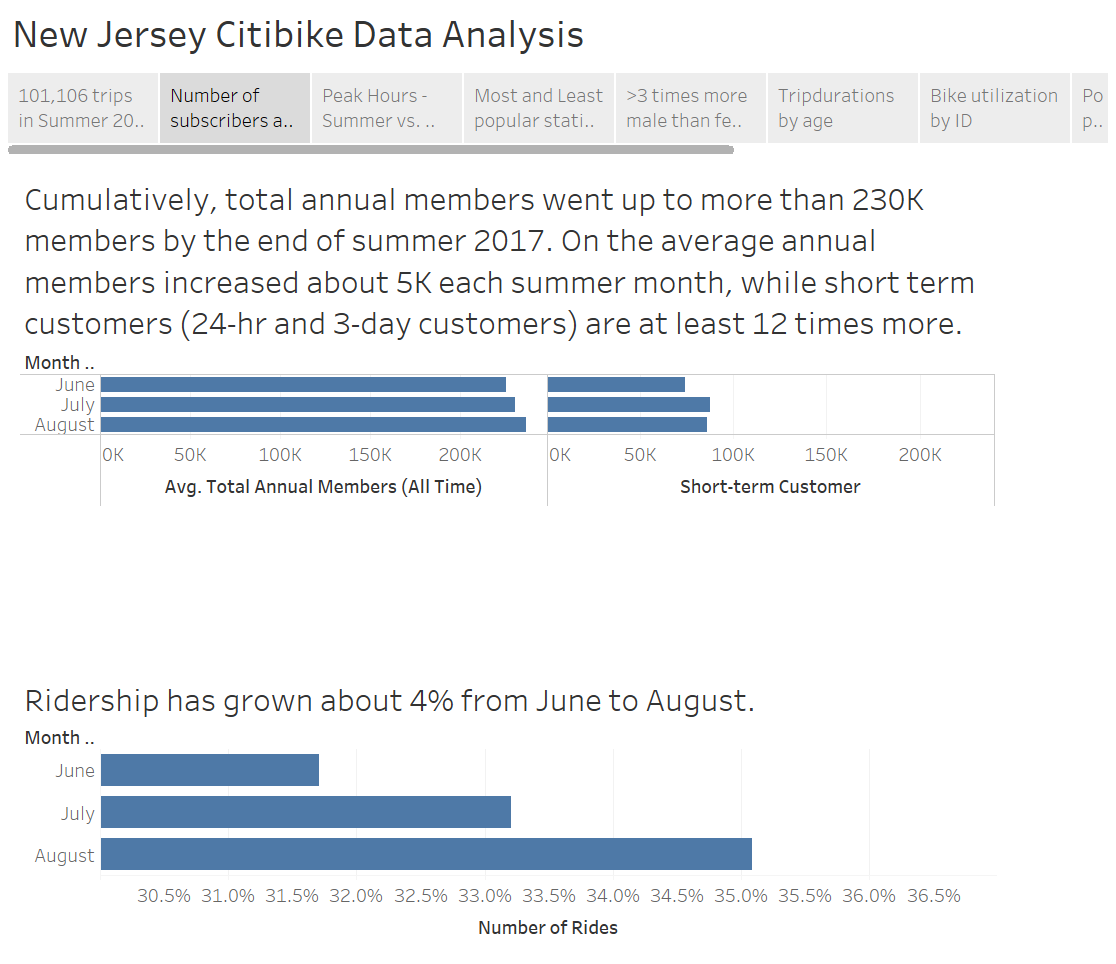 New Jersey Citibike Data Analysis
101,106 trips
in Summer 20..
Number of
subscribers a..
Peak Hours -
Summer vs. ..
Most and Least
popular stati..
>3 times more
male than fe..
Tripdurations
by age
Bike utilization
by ID
Po
p..
Cumulatively, total annual members went up to more than 230K
members by the end of summer 2017. On the average annual
members increased about 5K each summer month, while short term
customers (24-hr and 3-day customers) are at least 12 times more.
Month ..
June
July
August
0K 50K 100K 150K 200K 0K 50K 100K 150K 200K
Avg. Total Annual Members (All Time) Short-term Customer
Ridership has grown about 4% from June to August.
Month ..
June
July
August
30.5% 31.0% 31.5% 32.0% 32.5% 33.0% 33.5% 34.0% 34.5% 35.0% 35.5% 36.0% 36.5%
Number of Rides